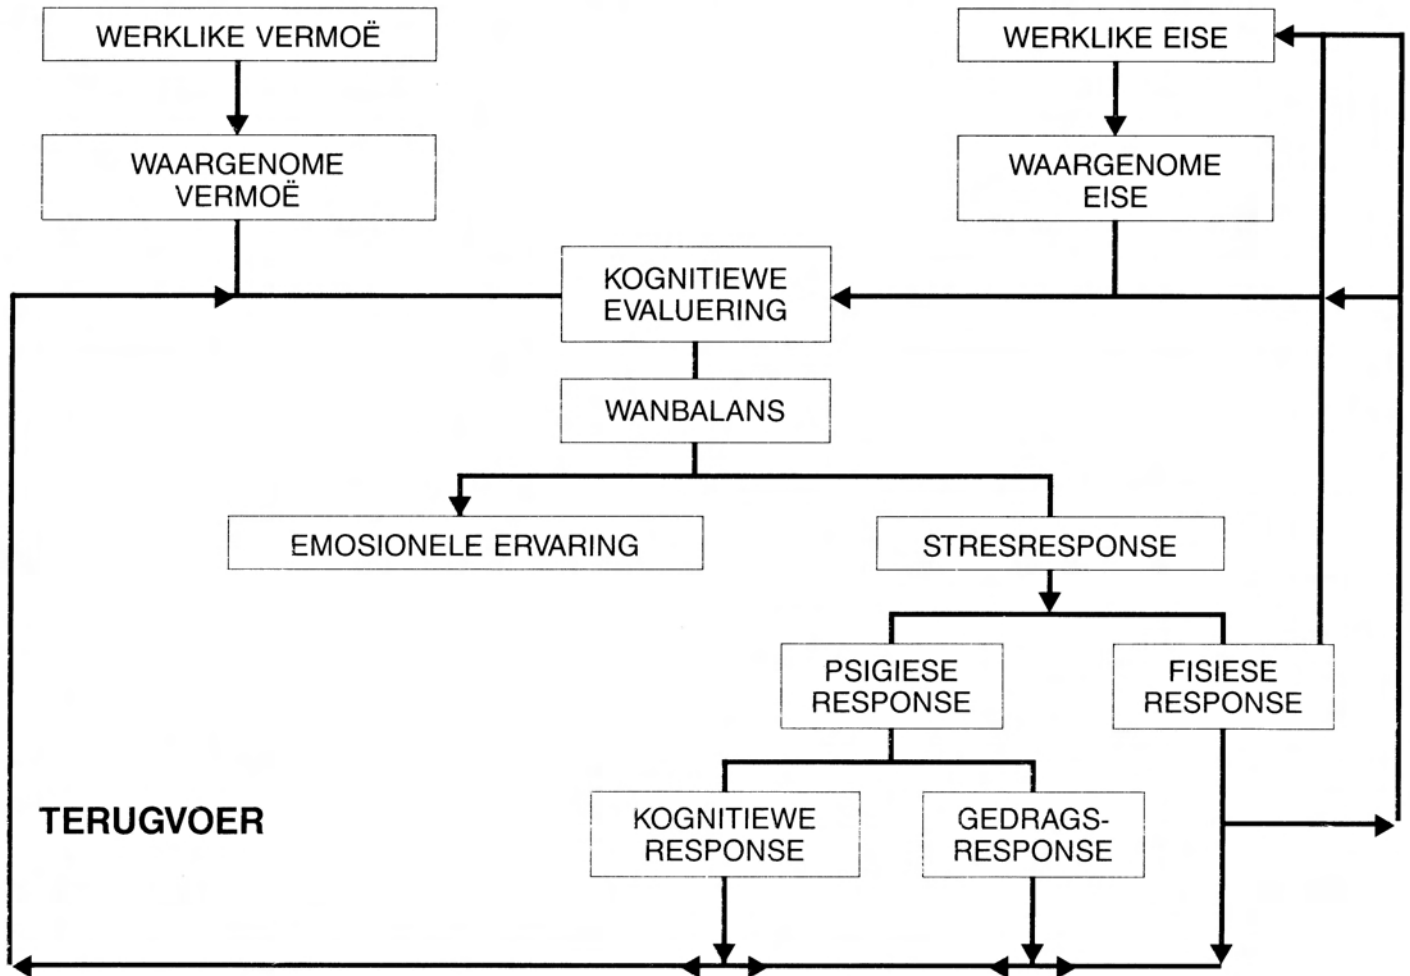 WERKLIKE VERMOË
WERKLIKE EISE
WAARGENOME
VERMOË
WAARGENOME
EISE
KOGNITIEWE
EVALUERING
WANBALANS
EMOSIONELE ERVARING
STRESRESPONSE
PSIGIESE
RESPONSE
FISIESE
RESPONSE
TERUGVOER
KOGNITIEWE
RESPONSE
GEDRAGS-
RESPONSE